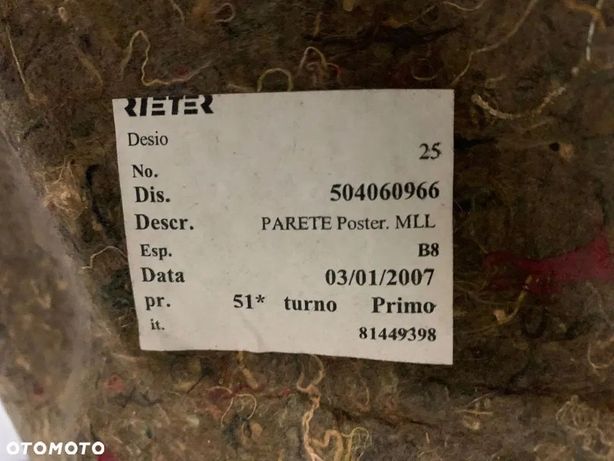 RIETER
Desio
No. 25
Dis. 504060966
Descr. PARETE Poster. MLL
Esp. B8
Data 03/01/2007
pr. 51* turno Primo
it. 81449398
OTOMOTO